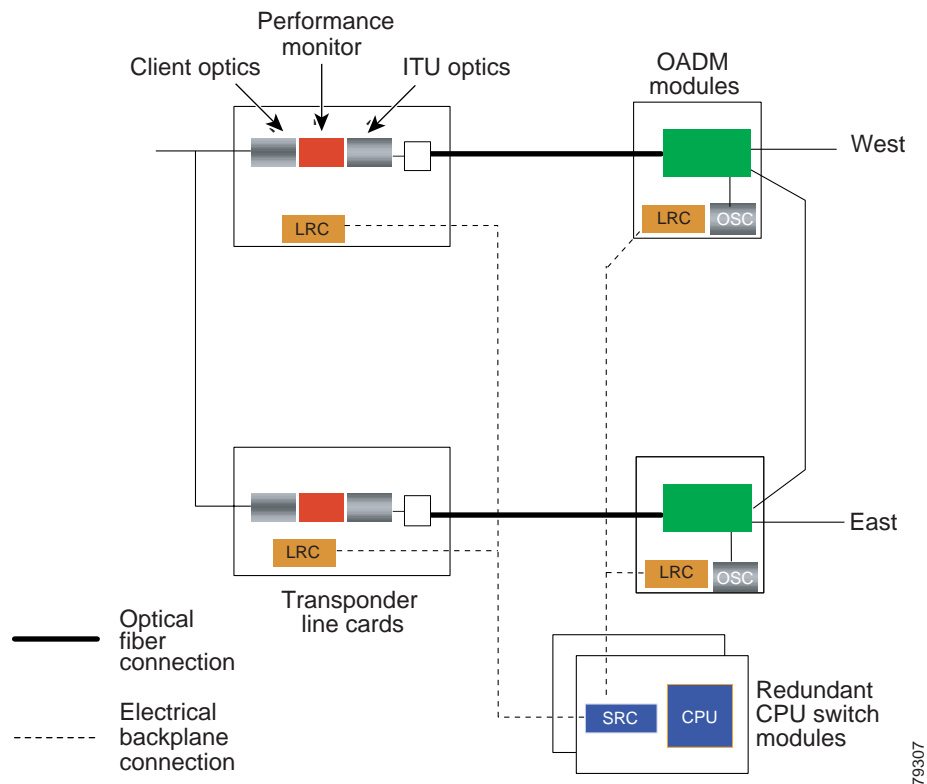 Performance
monitor
Client optics
ITU optics
OADM
modules
West
LRC
LRC
OSC
East
LRC
LRC
OSC
Transponder
line cards
Optical
fiber
connection
Electrical
backplane
connection
SRC
CPU
Redundant
CPU switch
modules
79307